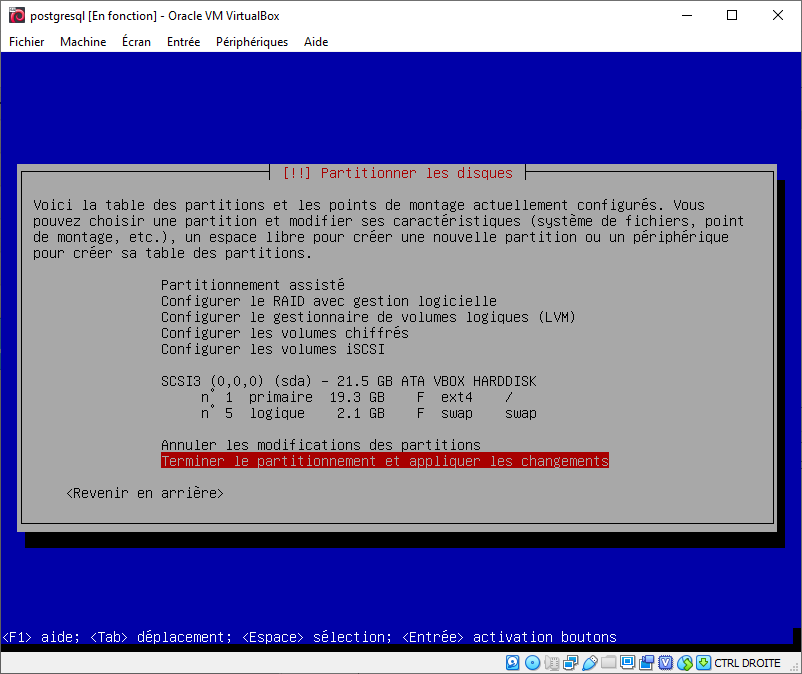 postgresql [En fonction] - Oracle VM VirtualBox
Fichier Machine Écran Entrée Périphériques Aide
[!!] Partitionner les disques
Voici la table des partitions et les points de montage actuellement configurés. Vous
pouvez choisir une partition et modifier ses caractéristiques (système de fichiers, point
de montage, etc.), un espace libre pour créer une nouvelle partition ou un périphérique
pour créer sa table des partitions.
Partitionnement assisté
Configurer le RAID avec gestion logicielle
Configurer le gestionnaire de volumes logiques (LVM)
Configurer les volumes chiffrés
Configurer les volumes iSCSI
SCSI3 (0,0,0) (sda) - 21.5 GB ATA VBOX HARDDISK
n° 1 primaire 19.3 GB F ext4 /
n° 5 logique 2.1 GB F swap swap
Annuler les modifications des partitions
Terminer le partitionnement et appliquer les changements
<Revenir en arrière>
<F1> aide; <Tab> déplacement; <Espace> sélection; <Entrée> activation boutons
CTRL DROITE